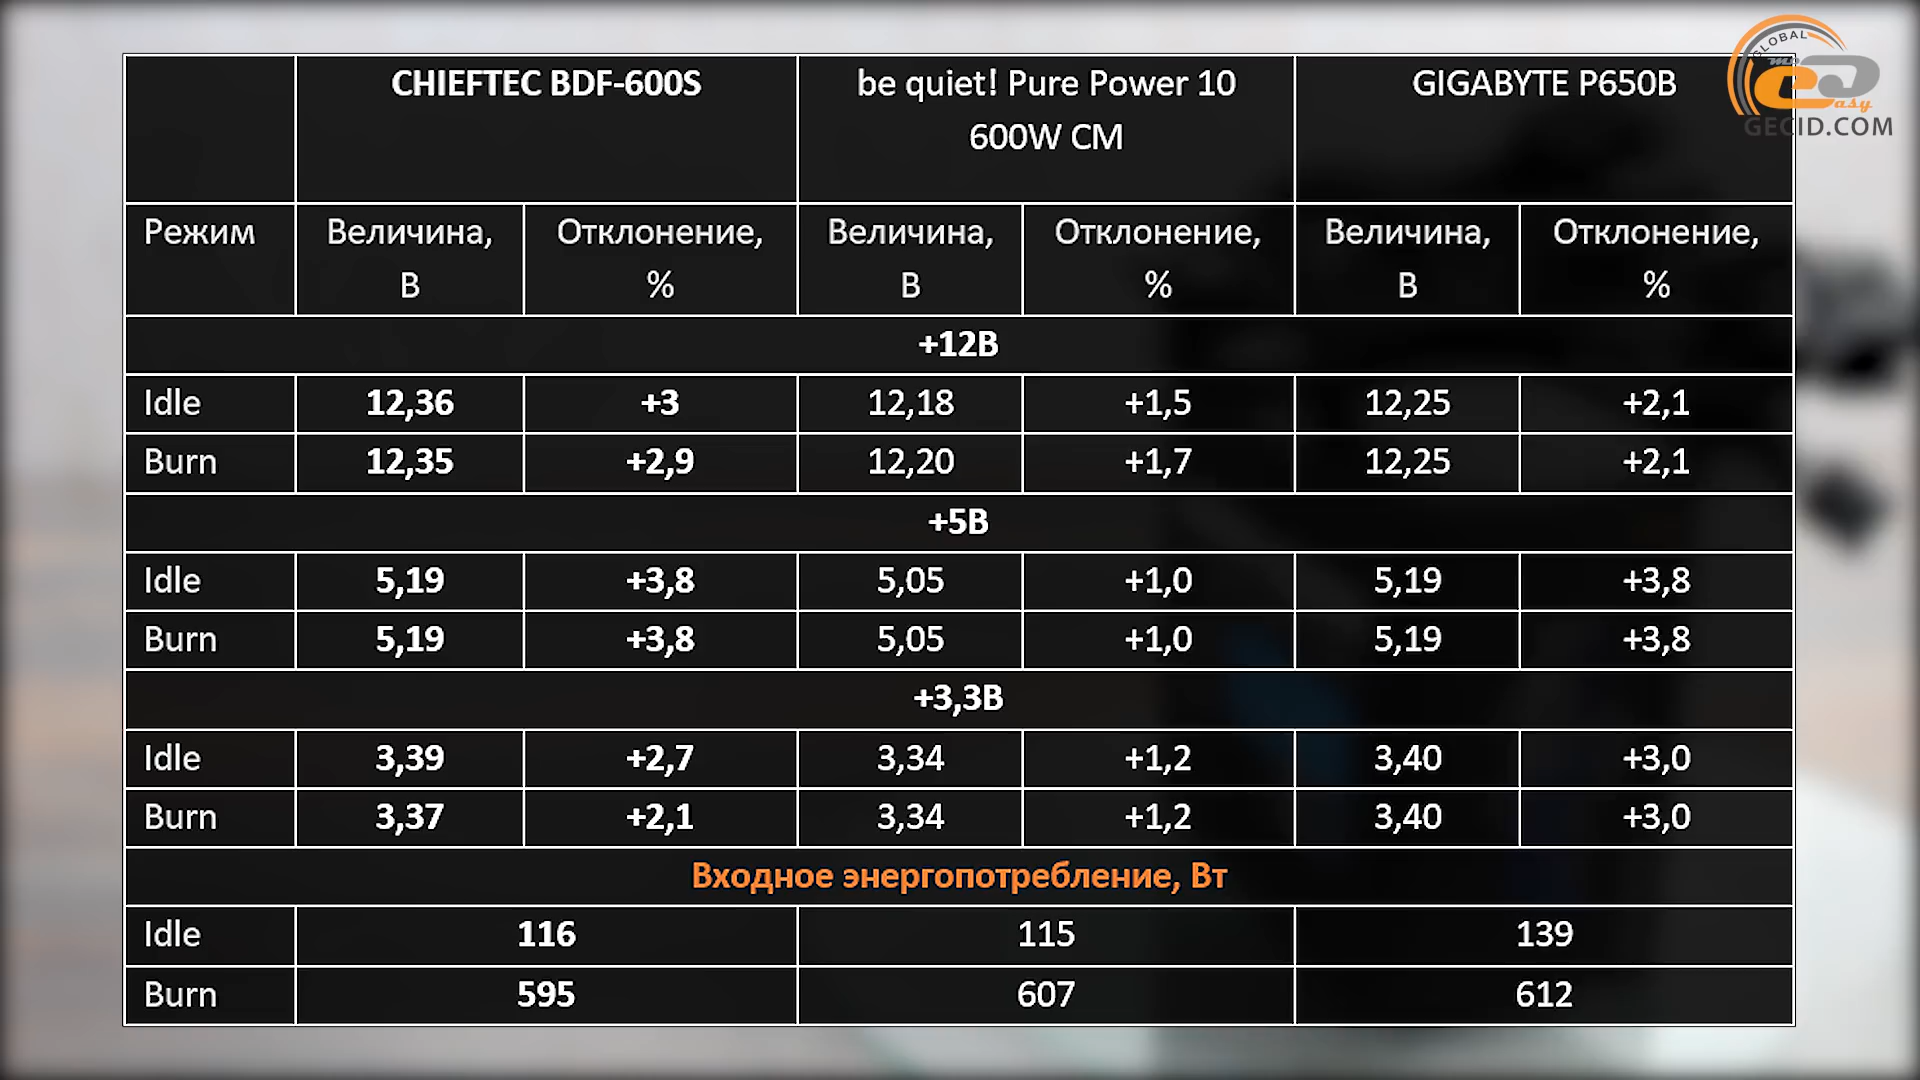 CHIEFTEC BDF-600S be quiet! Pure Power 10 GIGABYTE P650B
600W CM
Режим Величина, Отклонение, Величина, Отклонение, Величина, Отклонение,
В % В % В %
+12В
Idle 12,36 +3 12,18 +1,5 12,25 +2,1
Burn 12,35 +2,9 12,20 +1,7 12,25 +2,1
+5В
Idle 5,19 +3,8 5,05 +1,0 5,19 +3,8
Burn 5,19 +3,8 5,05 +1,0 5,19 +3,8
+3,3В
Idle 3,39 +2,7 3,34 +1,2 3,40 +3,0
Burn 3,37 +2,1 3,34 +1,2 3,40 +3,0
Входное энергопотребление, Вт
Idle 116 115 139
Burn 595 607 612
GLOBAL
easy
GECID.COM